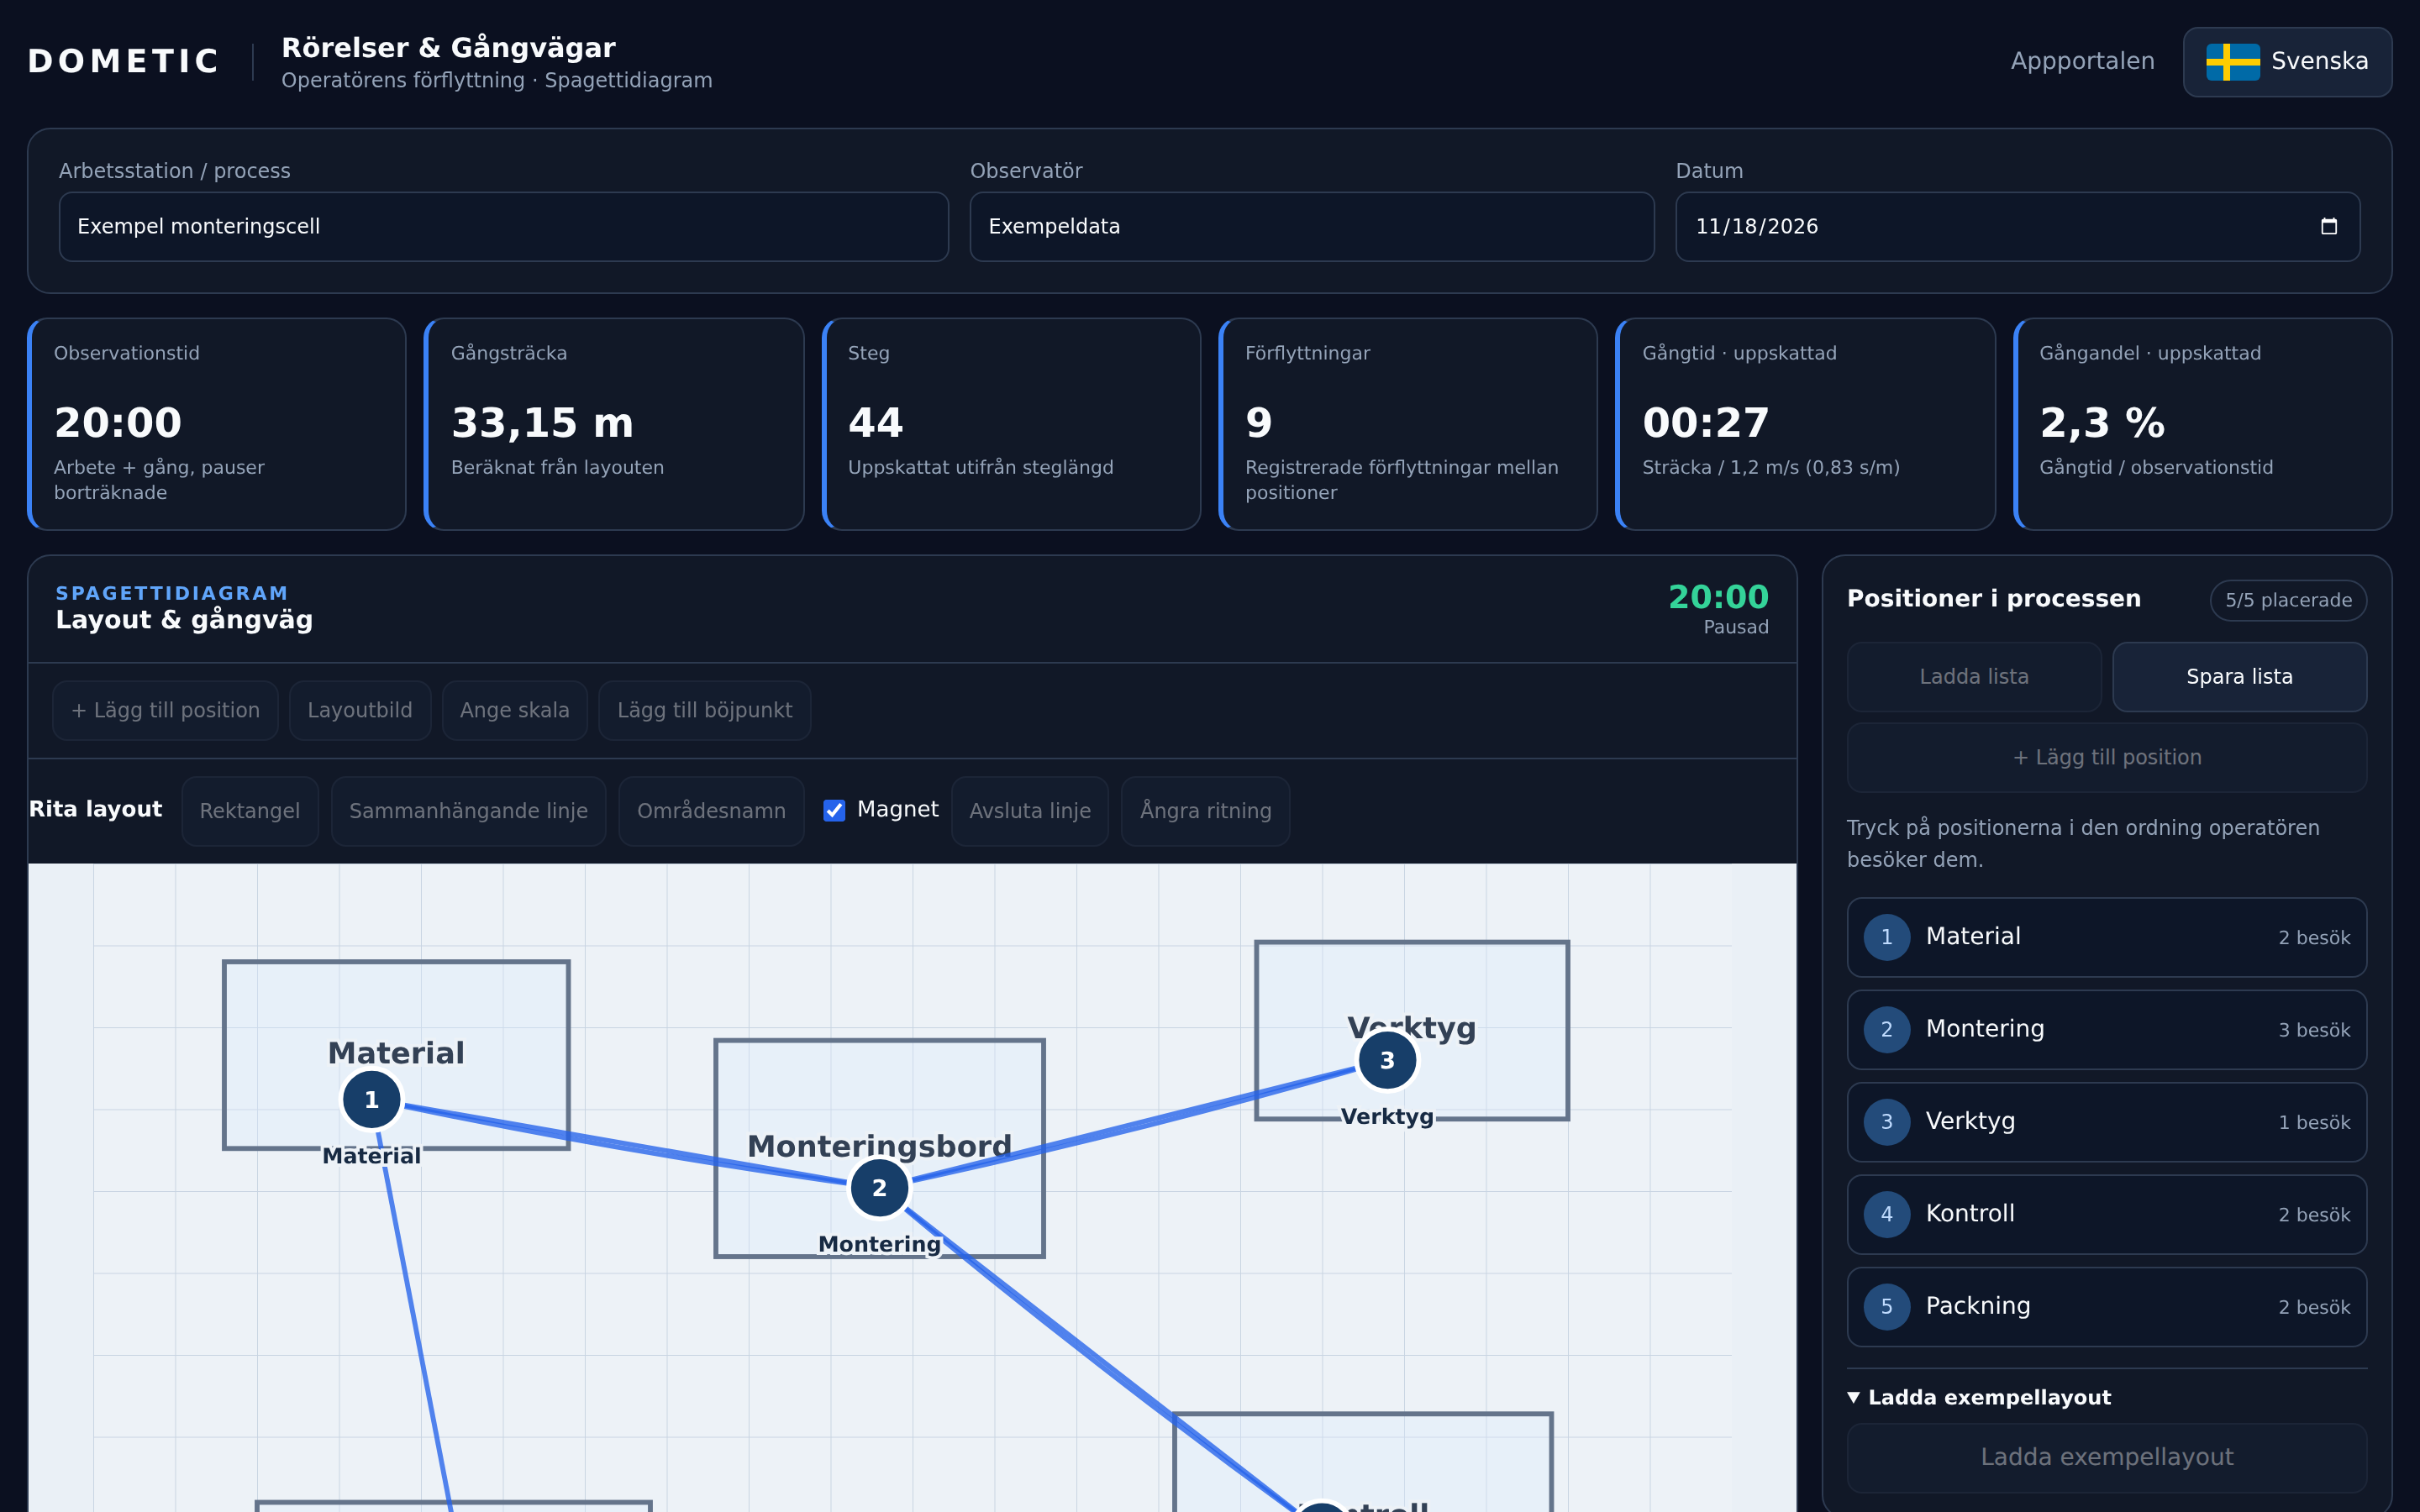 DOMETIC
Rörelser & Gångvägar
Operatörens förflyttning · Spagettidiagram
Appportalen
Svenska
Arbetsstation / process
Observatör
Datum
Exempel monteringscell
Exempeldata
11/18/2026
Observationstid
20:00
Arbete + gång, pauser
borträknade
Gångsträcka
33,15 m
Beräknat från layouten
Steg
44
Uppskattat utifrån steglängd
Förflyttningar
9
Registrerade förflyttningar mellan
positioner
Gångtid · uppskattad
00:27
Sträcka / 1,2 m/s (0,83 s/m)
Gångandel · uppskattad
2,3 %
Gångtid / observationstid
SPAGETTIDIAGRAM
Layout & gångväg
20:00
Pausad
+ Lägg till position
Layoutbild
Ange skala
Lägg till böjpunkt
Rita layout
Rektangel
Sammanhängande linje
Områdesnamn
Magnet
Avsluta linje
Ångra ritning
Material
1
Material
Monteringsbord
2
Montering
Verktyg
3
Verktyg
Positioner i processen
5/5 placerade
Ladda lista
Spara lista
+ Lägg till position
Tryck på positionerna i den ordning operatören
besöker dem.
1 Material 2 besök
2 Montering 3 besök
3 Verktyg 1 besök
4 Kontroll 2 besök
5 Packning 2 besök
Ladda exempellayout
Ladda exempellayout